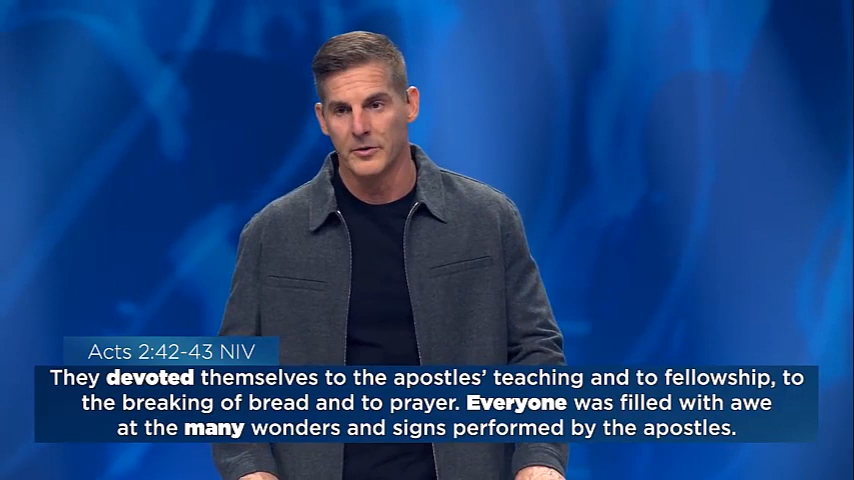 Acts 2:42-43 NIV
They devoted themselves to the apostles’ teaching and to fellowship, to
the breaking of bread and to prayer. Everyone was filled with awe
at the many wonders and signs performed by the apostles.